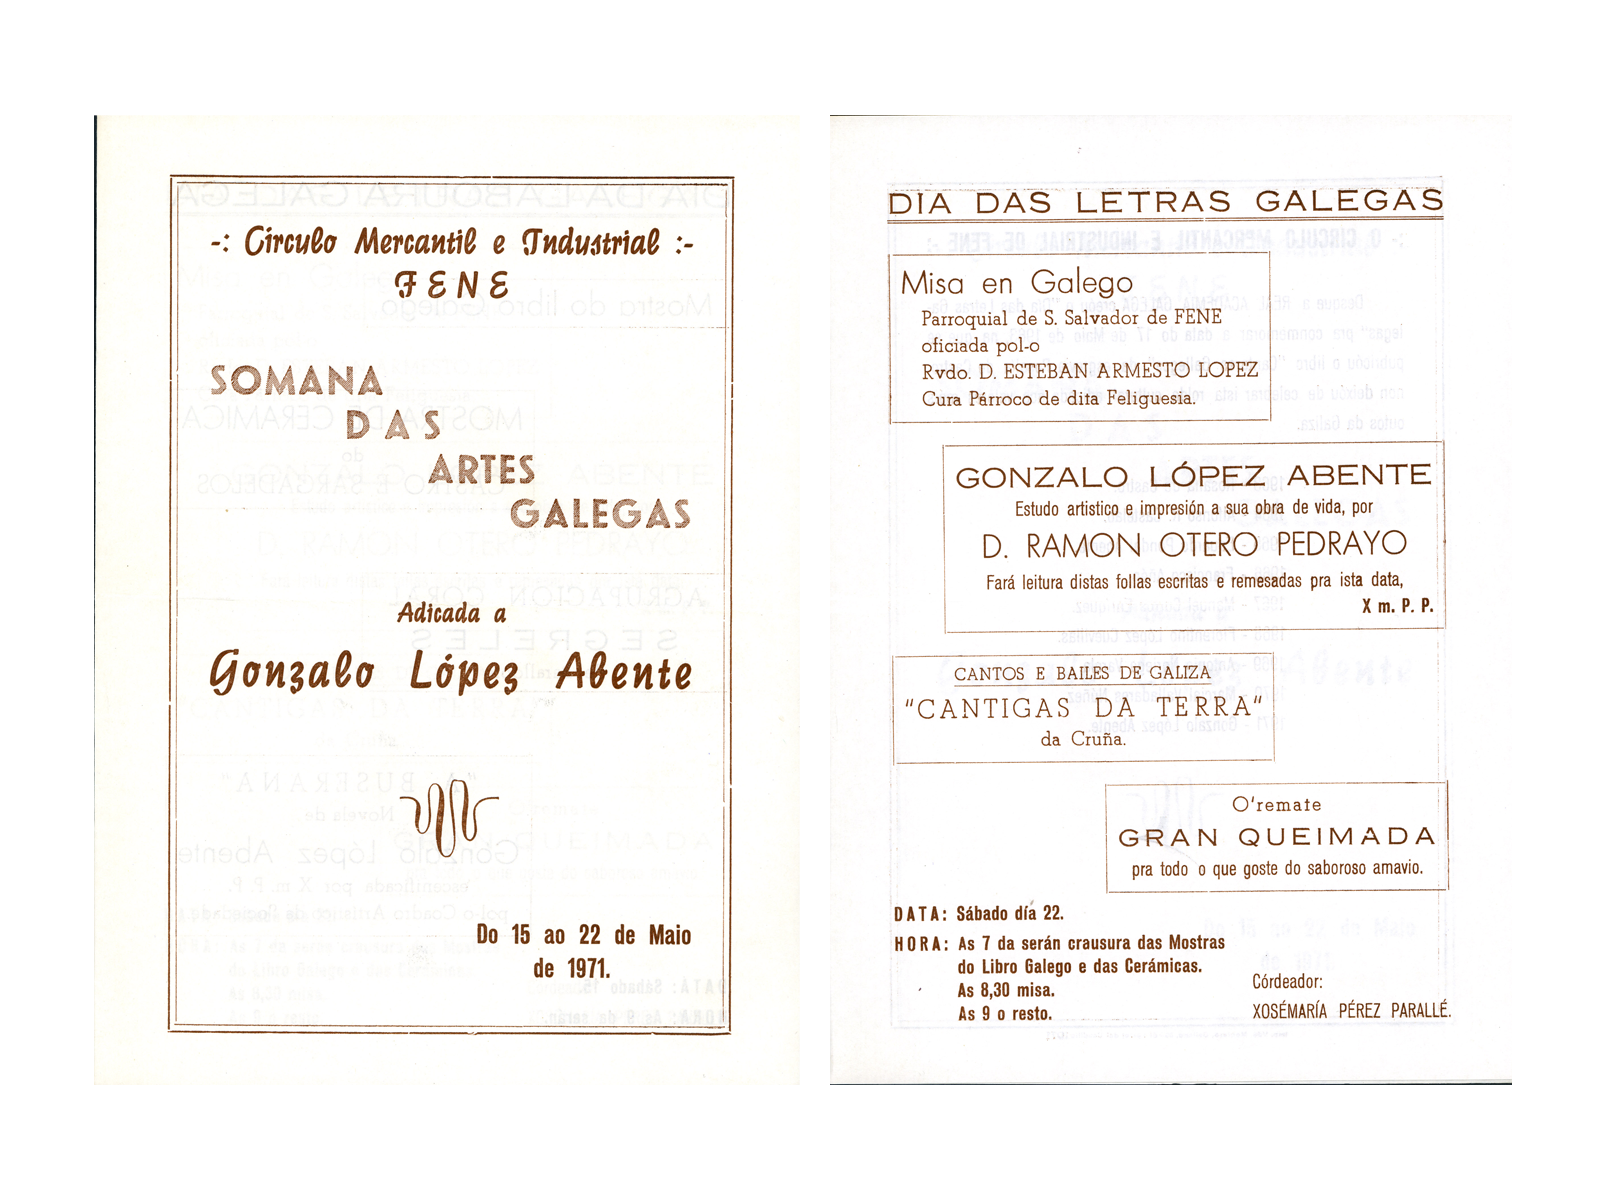 -: Círculo Mercantil e Industrial :-
FENE
SOMANA
DAS
ARTES
GALEGAS
Adicada a
Gonzalo López Abente
Do 15 ao 22 de Maio
de 1971.
DIA DAS LETRAS GALEGAS
Misa en Galego
Parroquial de S. Salvador de FENE
oficiada pol-o
Rvdo. D. ESTEBAN ARMESTO LOPEZ
Cura Párroco de dita Feliguesia.
GONZALO LÓPEZ ABENTE
Estudo artistico e impresión a sua obra de vida, por
D. RAMON OTERO PEDRAYO
Fará leitura distas follas escritas e remesadas pra ista data,
X m. P. P.
CANTOS E BAILES DE GALIZA
"CANTIGAS DA TERRA"
da Cruña.
O'remate
GRAN QUEIMADA
pra todo o que goste do saboroso amavio.
DATA: Sábado día 22.
HORA: As 7 da serán crausura das Mostras
do Libro Galego e das Cerámicas.
As 8,30 misa.
As 9 o resto.
Córdeador:
XOSÉMARÍA PÉREZ PARALLÉ.